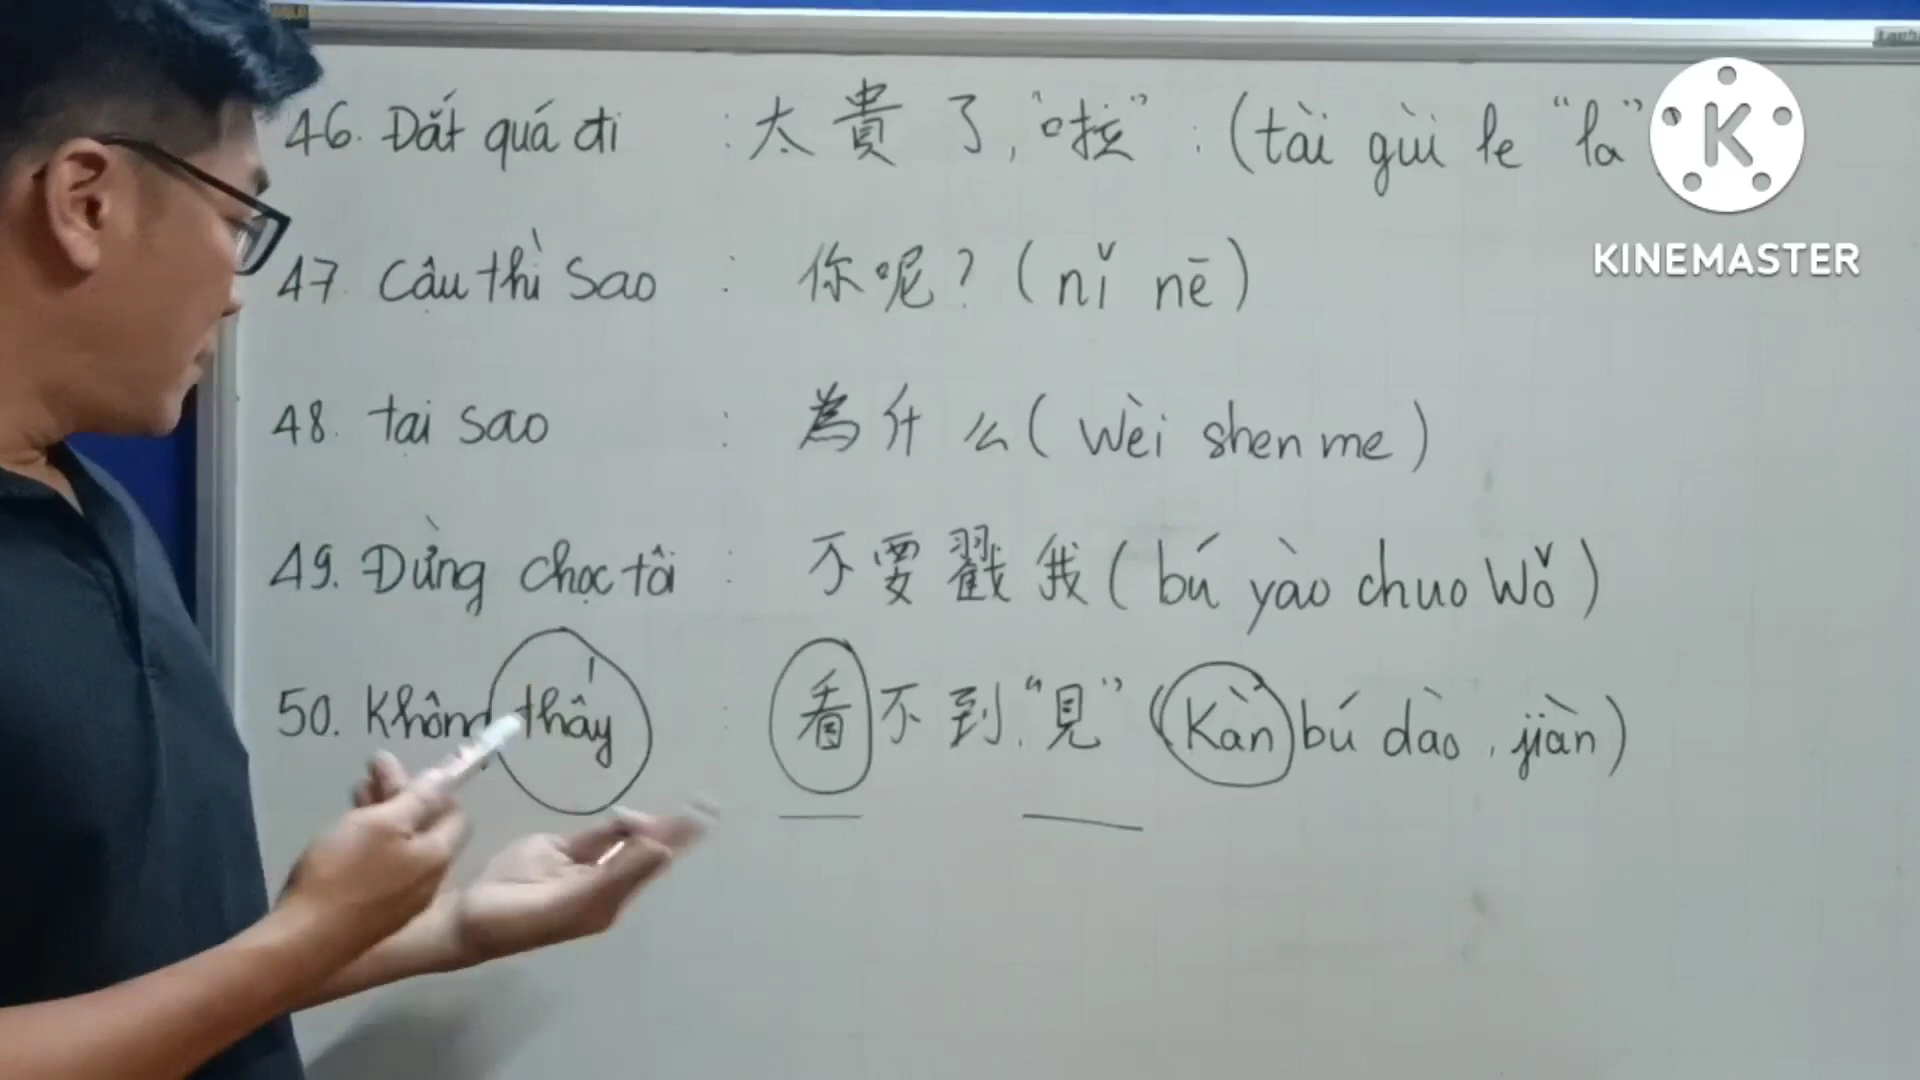 46. Đắt quá đi : 太貴了, "啦" : (tài gùi le "la"
K
KINEMASTER
47 Cậu thì Sao : 你呢? (nǐ nē)
48. tại sao : 為什么 (Wèi shen me)
49. Đừng chọc tôi : 不要戳我 (bú yào chuo Wǒ)
50. Không thấy : 看不到. "見" (Kàn bú dào, jiàn)